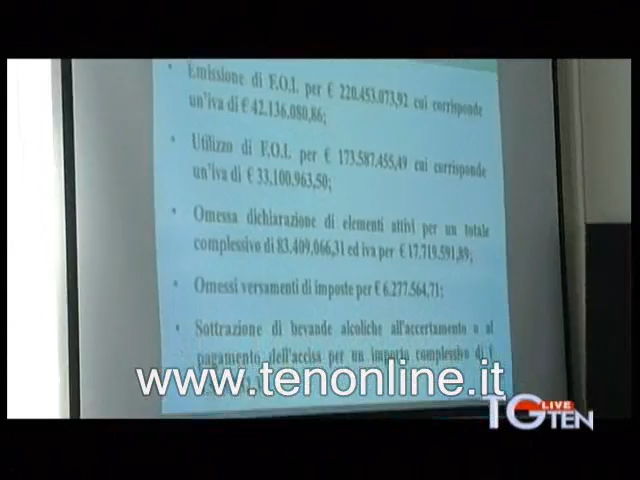 • Emissione di F.O.I. per € 220.453.073,92 cui corrisponde
un'iva di € 42.136.080,86;
• Utilizzo di F.O.I. per € 173.587.455,49 cui corrisponde
un'iva di € 33.100.963,50;
• Omessa dichiarazione di elementi attivi per un totale
complessivo di 83.409.066,31 ed iva per € 17.719.591,89;
• Omessi versamenti di imposte per € 6.277.564,71;
• Sottrazione di bevande alcoliche all'accertamento o al
pagamento dell'accisa per un importo complessivo di
www.tenonline.it
TG LIVE
TEN